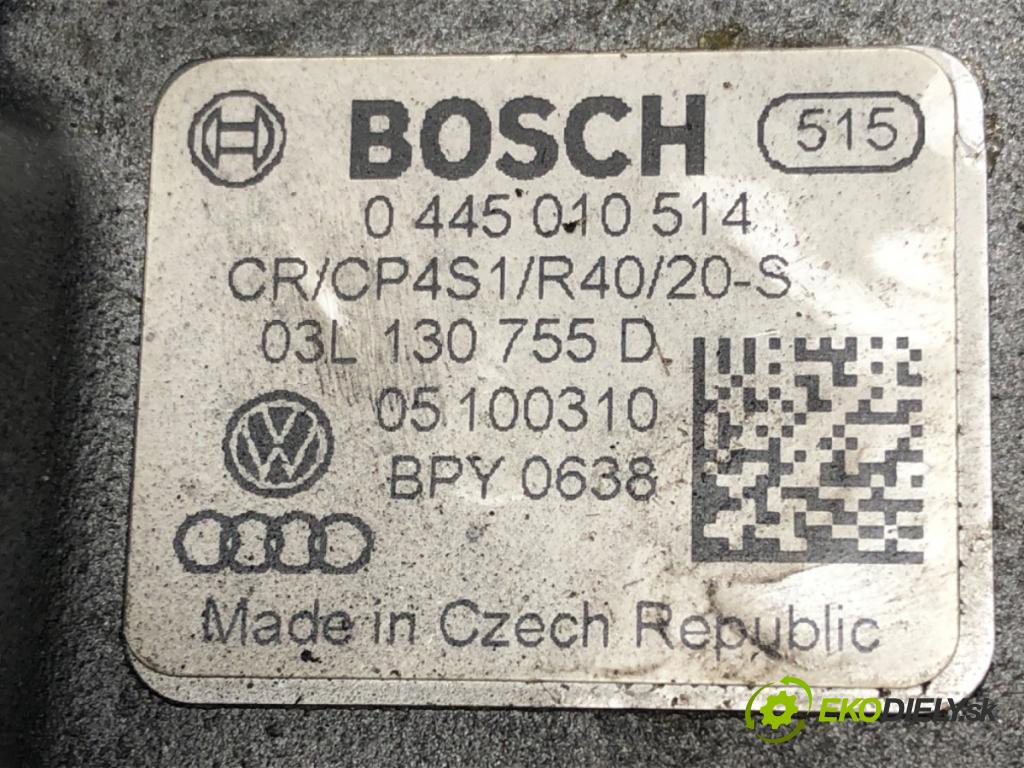 BOSCH 515
0 445 010 514
CR/CP4S1/R40/20-S
03L 130 755 D
05 100310
BPY 0638
Made in Czech Republic
EKODIELY.sk